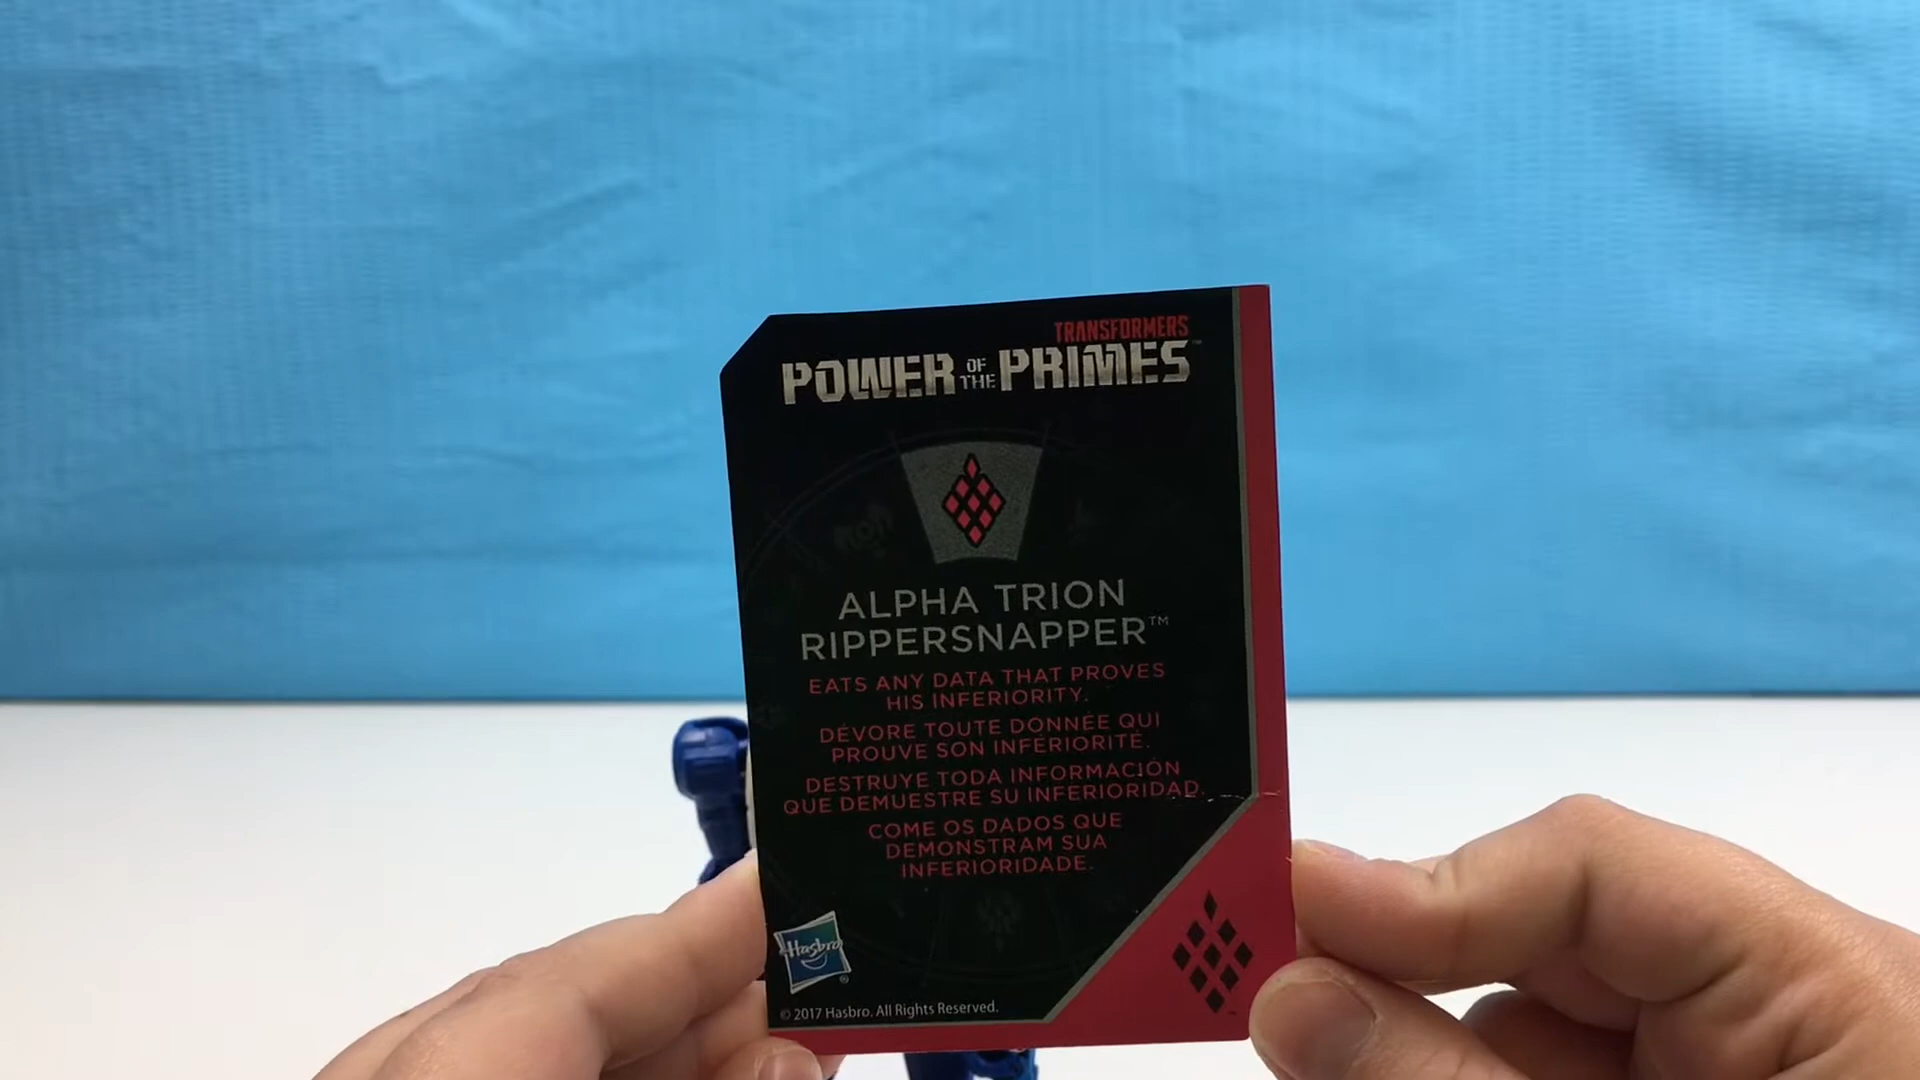 TRANSFORMERS
POWER OF THE PRIMES™
ALPHA TRION
RIPPERSNAPPER™
EATS ANY DATA THAT PROVES
HIS INFERIORITY.
DÉVORE TOUTE DONNÉE QUI
PROUVE SON INFÉRIORITÉ.
DESTRUYE TODA INFORMACIÓN
QUE DEMUESTRE SU INFERIORIDAD.
COME OS DADOS QUE
DEMONSTRAM SUA
INFERIORIDADE.
Hasbro®
© 2017 Hasbro. All Rights Reserved.